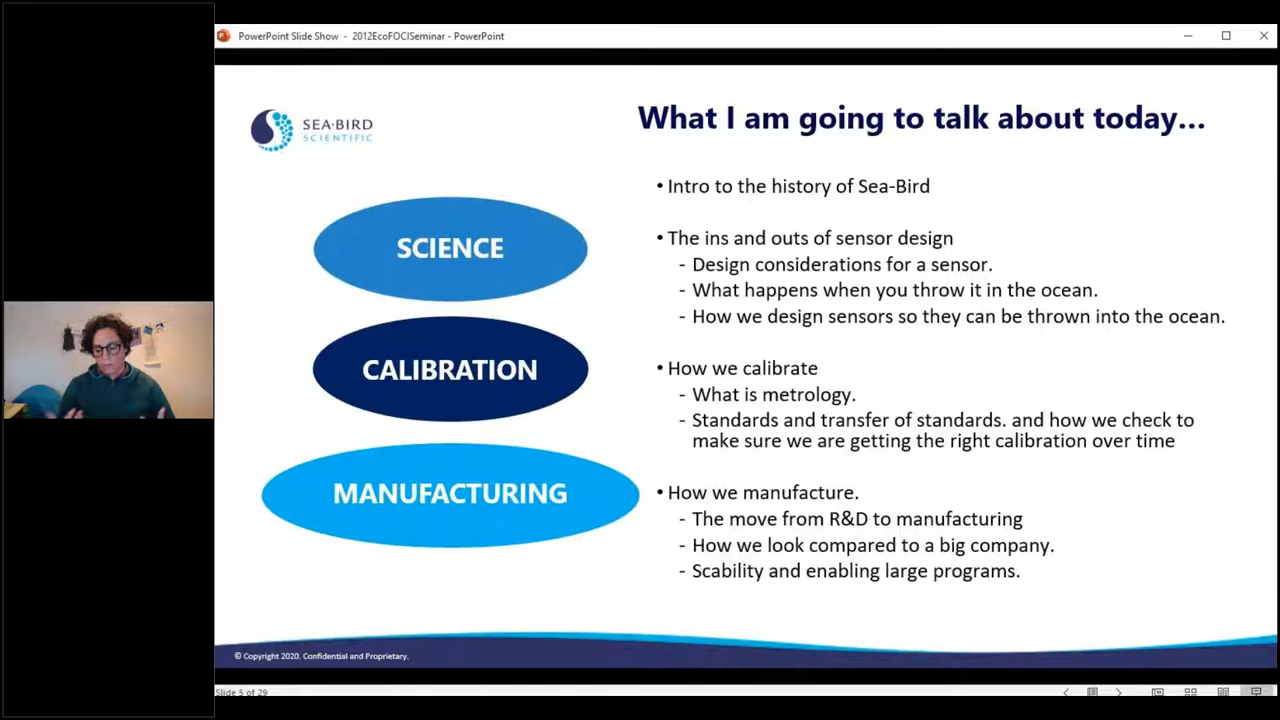 PowerPoint Slide Show - 2012EcoFOCISeminar - PowerPoint
SEA·BIRD
SCIENTIFIC
What I am going to talk about today...
SCIENCE
CALIBRATION
MANUFACTURING
• Intro to the history of Sea-Bird
• The ins and outs of sensor design
- Design considerations for a sensor.
- What happens when you throw it in the ocean.
- How we design sensors so they can be thrown into the ocean.
• How we calibrate
- What is metrology.
- Standards and transfer of standards. and how we check to
make sure we are getting the right calibration over time
• How we manufacture.
- The move from R&D to manufacturing
- How we look compared to a big company.
- Scability and enabling large programs.
© Copyright 2020. Confidential and Proprietary.
Slide 5 of 29